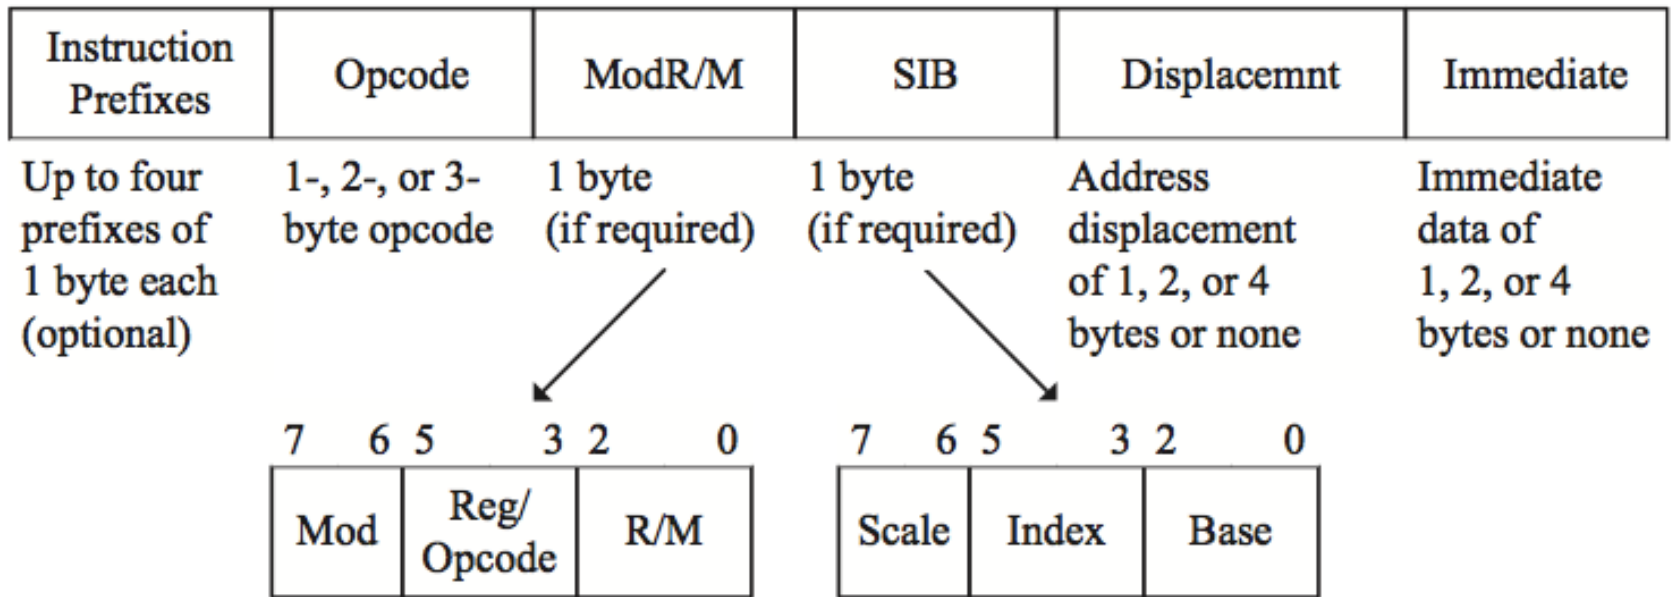 Instruction
Prefixes
Opcode
ModR/M
SIB
Displacemnt
Immediate
Up to four
prefixes of
1 byte each
(optional)
1-, 2-, or 3-
byte opcode
1 byte
(if required)
1 byte
(if required)
Address
displacement
of 1, 2, or 4
bytes or none
Immediate
data of
1, 2, or 4
bytes or none
7 6 5 3 2 0
Mod
Reg/
Opcode
R/M
7 6 5 3 2 0
Scale
Index
Base